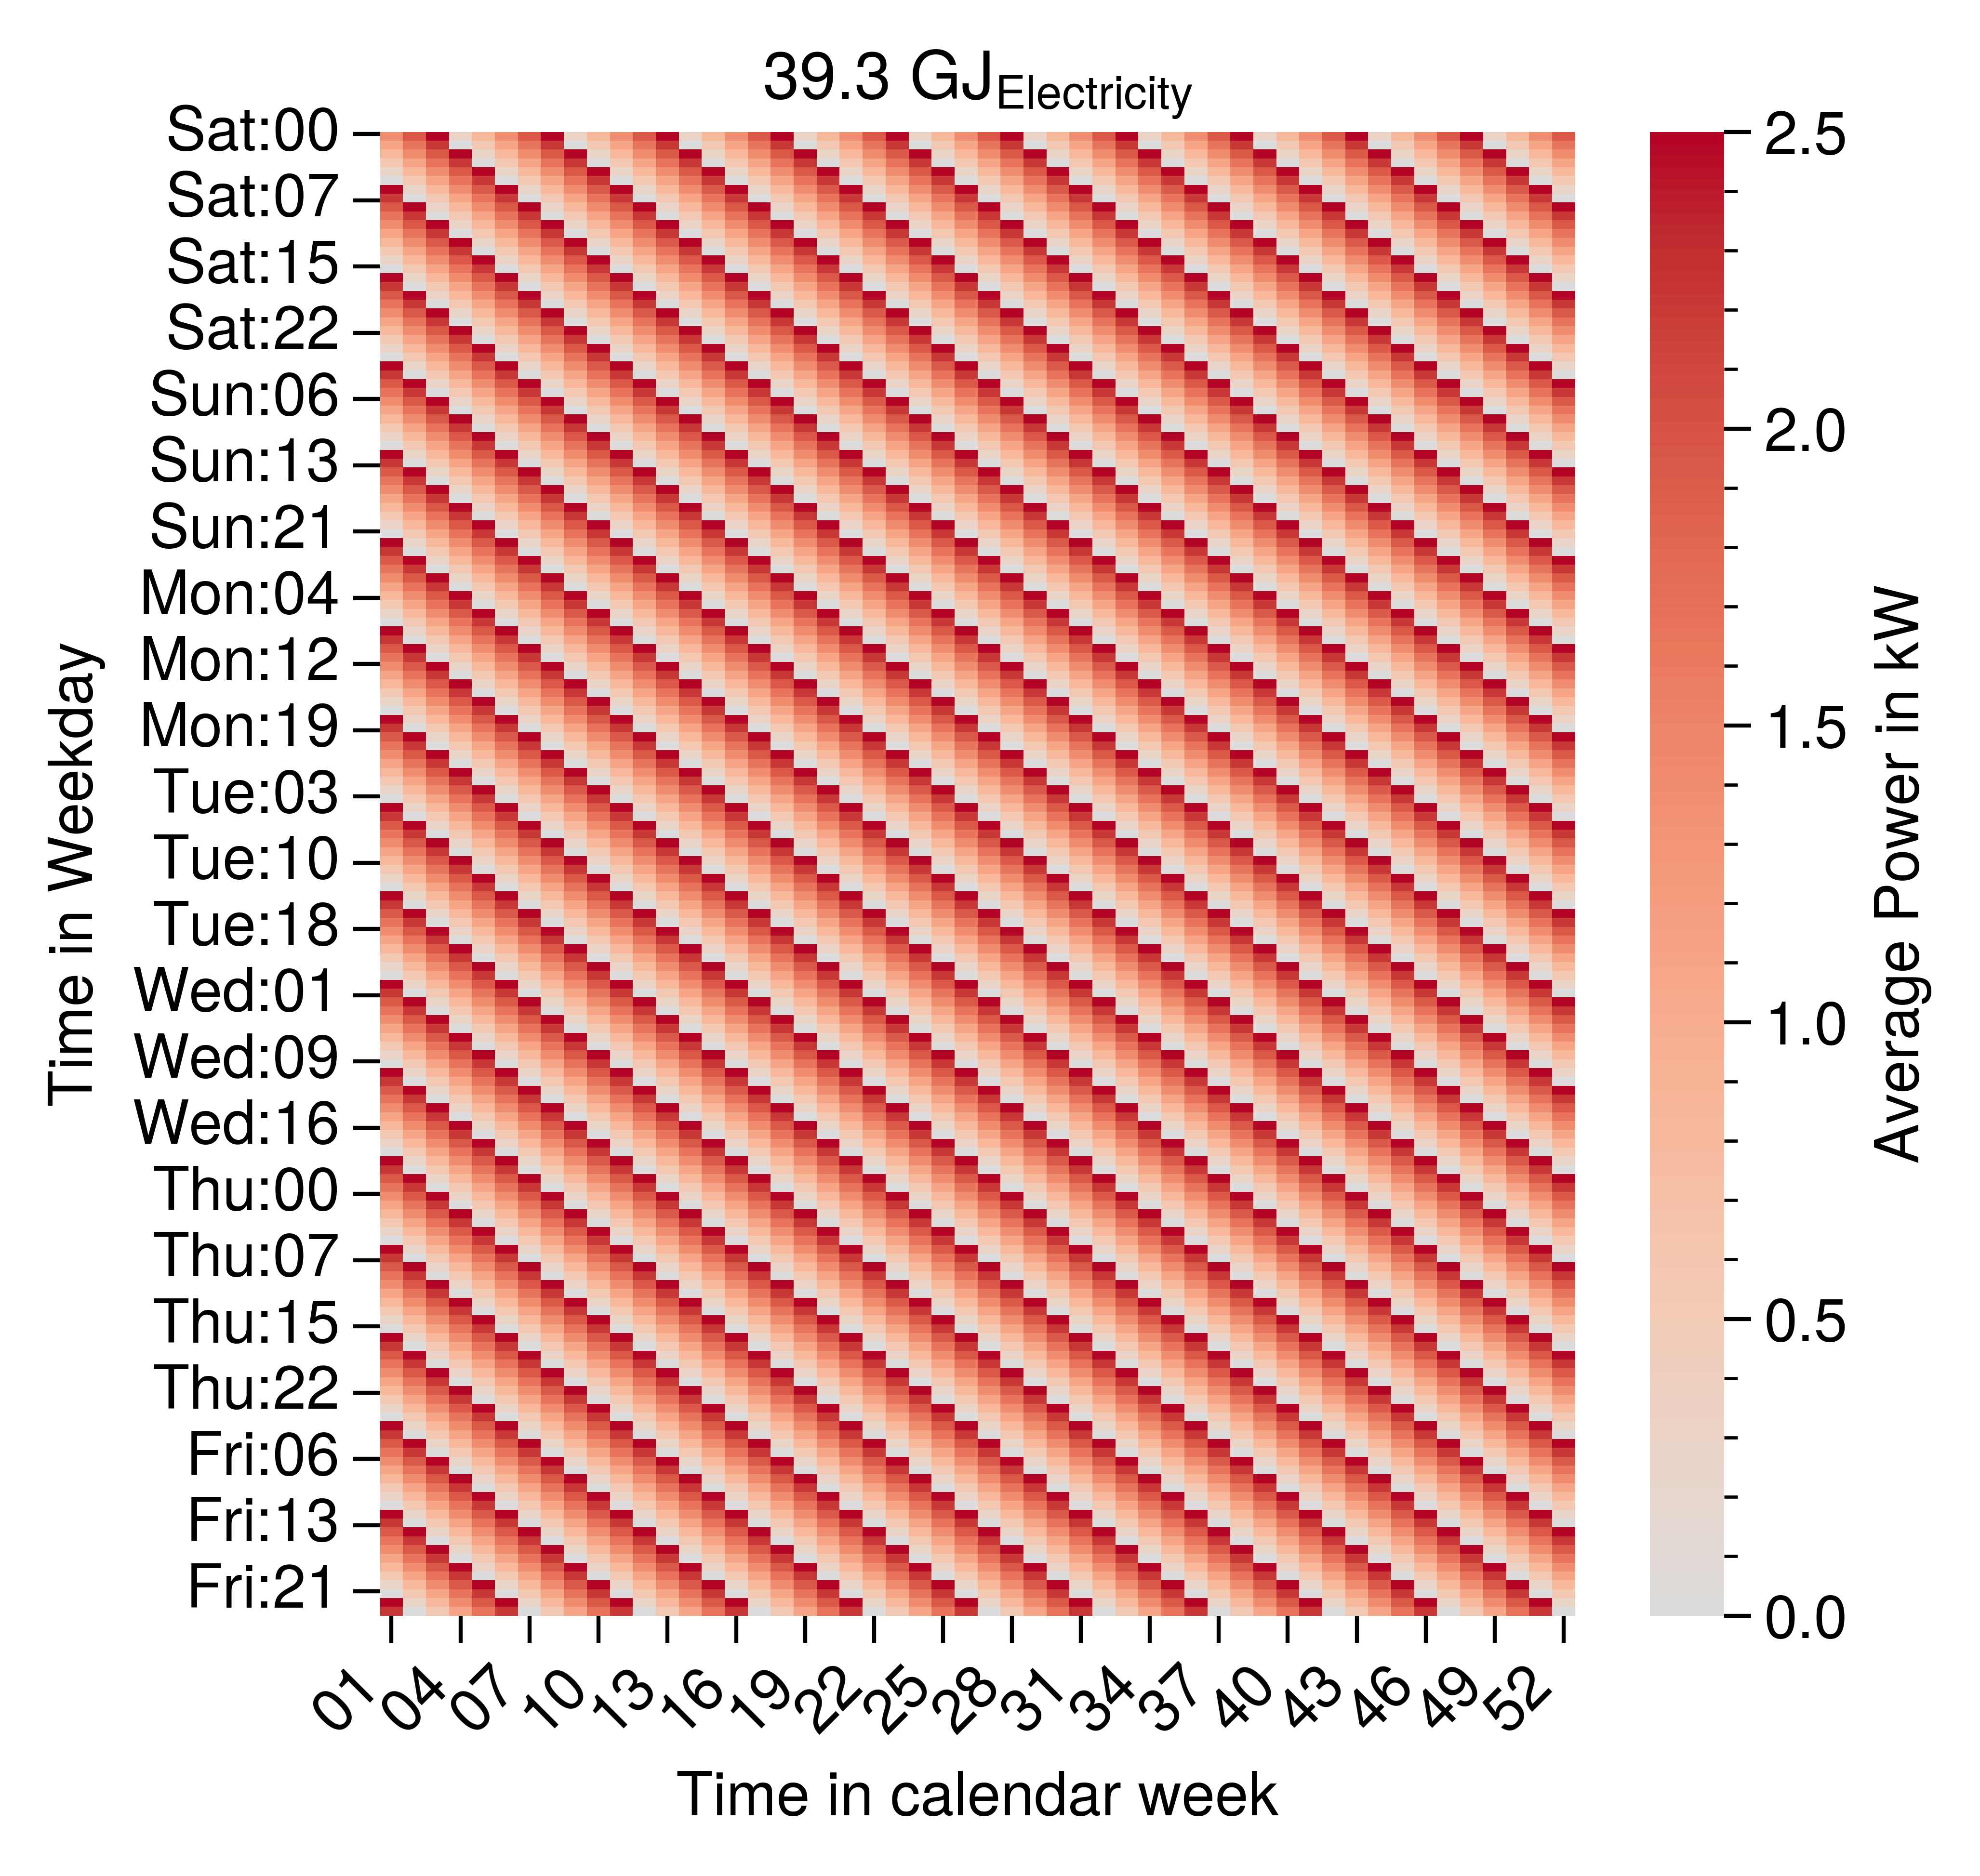 39.3 GJElectricity
Sat:00
Sat:07
Sat:15
Sat:22
Sun:06
Sun:13
Sun:21
Mon:04
Mon:12
Mon:19
Tue:03
Tue:10
Tue:18
Wed:01
Wed:09
Wed:16
Thu:00
Thu:07
Thu:15
Thu:22
Fri:06
Fri:13
Fri:21
Time in Weekday
01 04 07 10 13 16 19 22 25 28 31 34 37 40 43 46 49 52
Time in calendar week
2.5
2.0
1.5
1.0
0.5
0.0
Average Power in kW